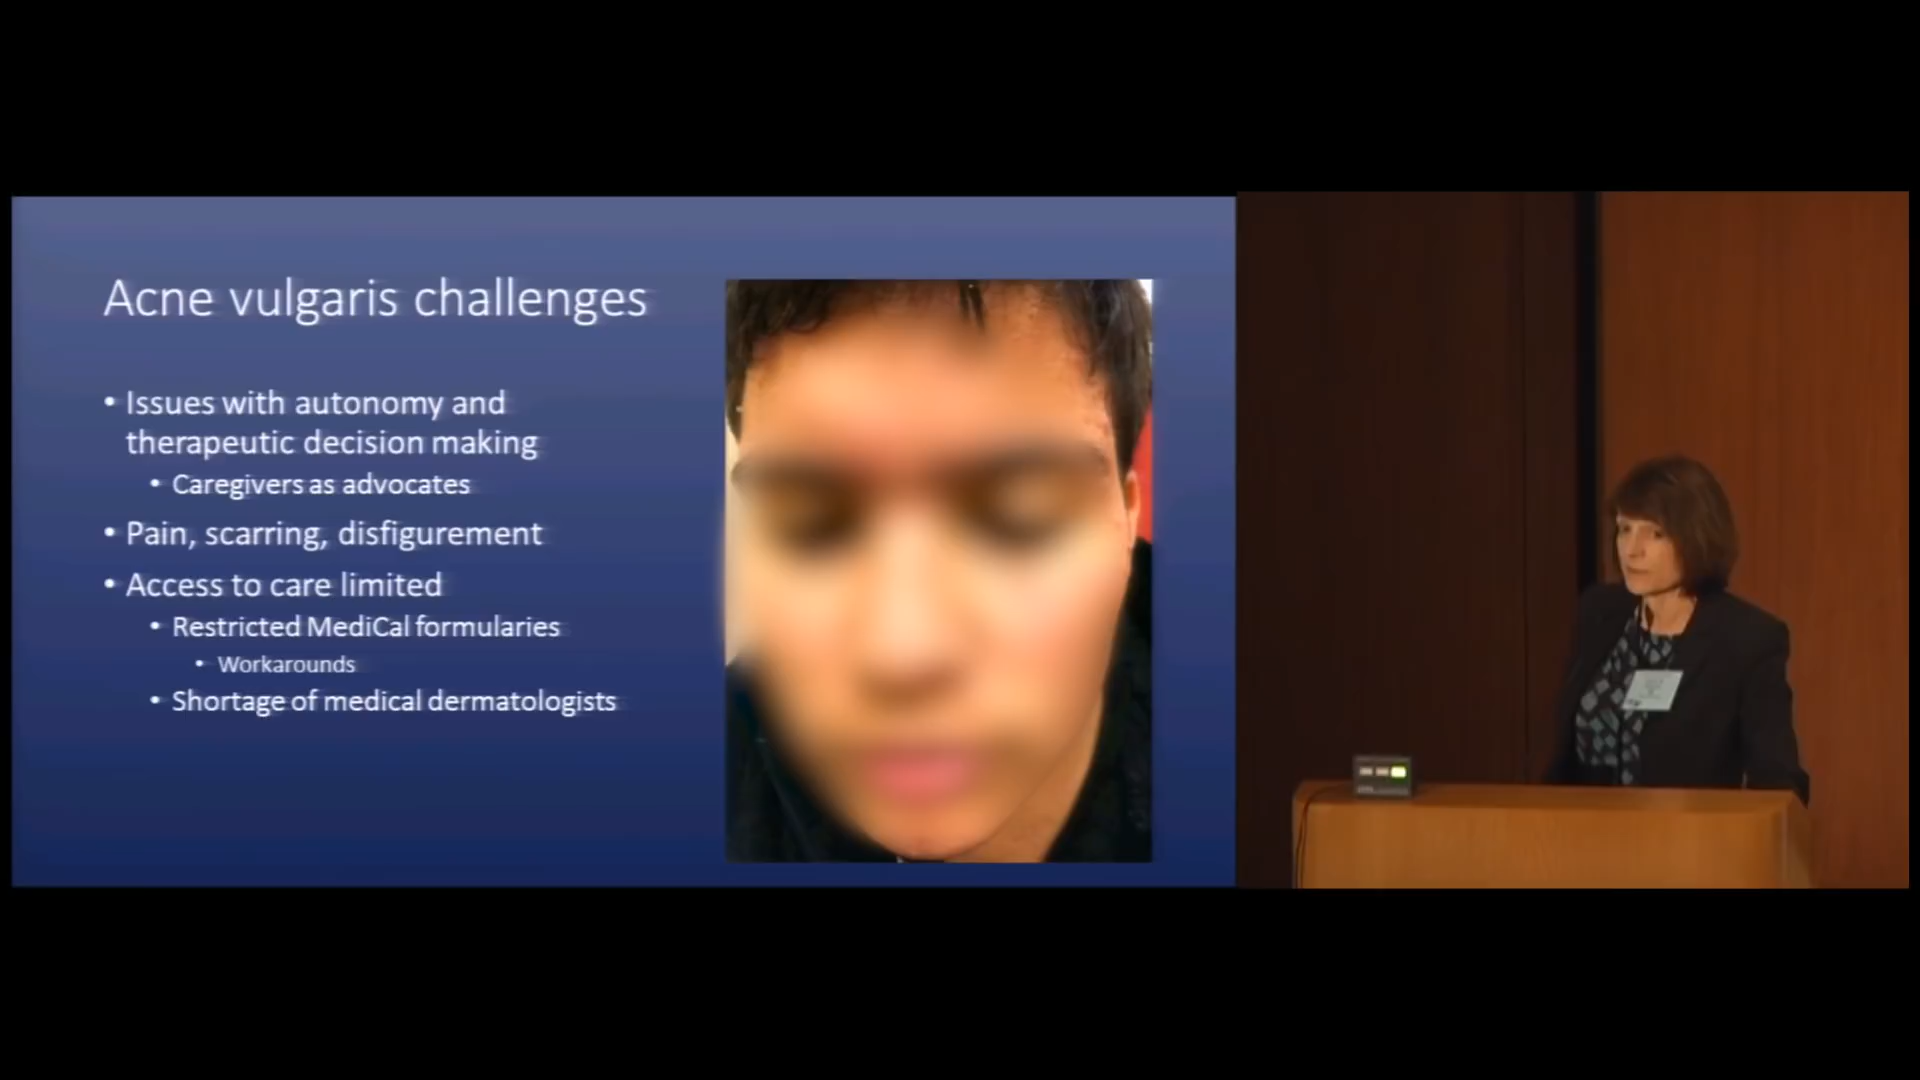 Acne vulgaris challenges
• Issues with autonomy and
therapeutic decision making
• Caregivers as advocates
• Pain, scarring, disfigurement
• Access to care limited
• Restricted MediCal formularies
• Workarounds
• Shortage of medical dermatologists